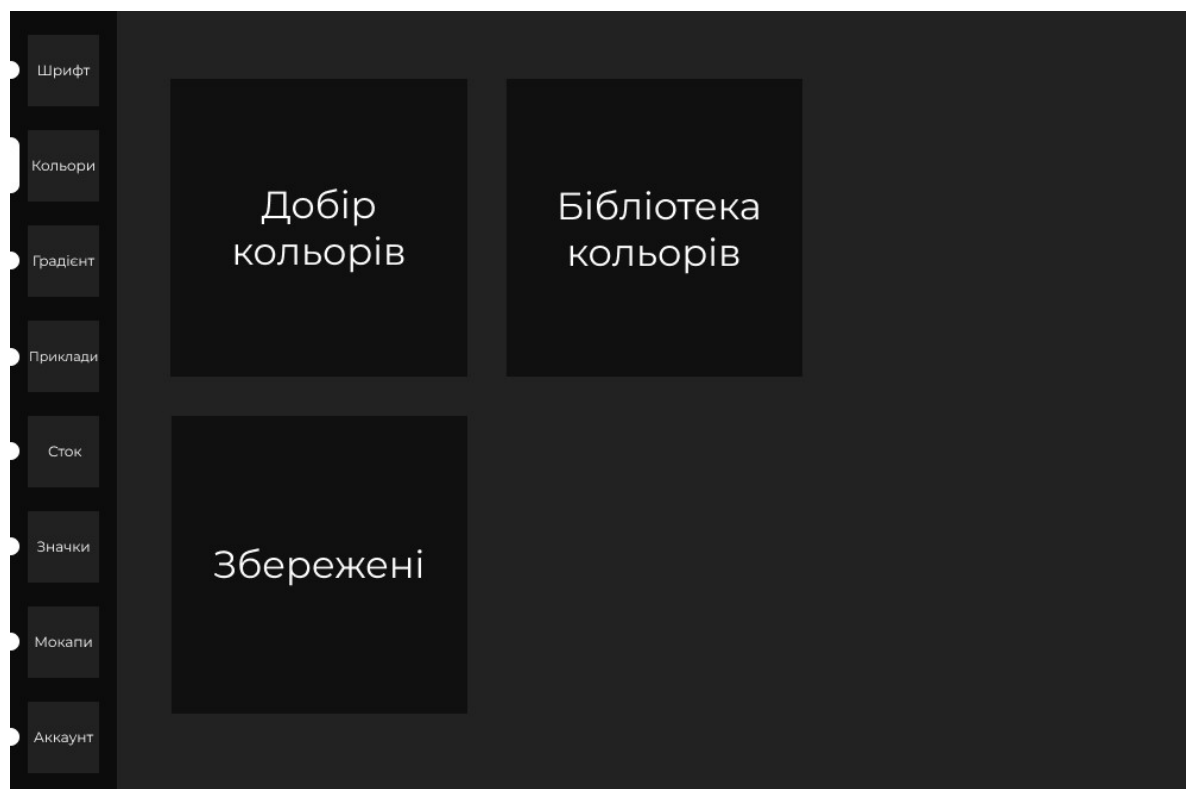 Шрифт
Кольори
Градієнт
Приклади
Сток
Значки
Мокапи
Аккаунт
Добір
кольорів
Бібліотека
кольорів
Збережені